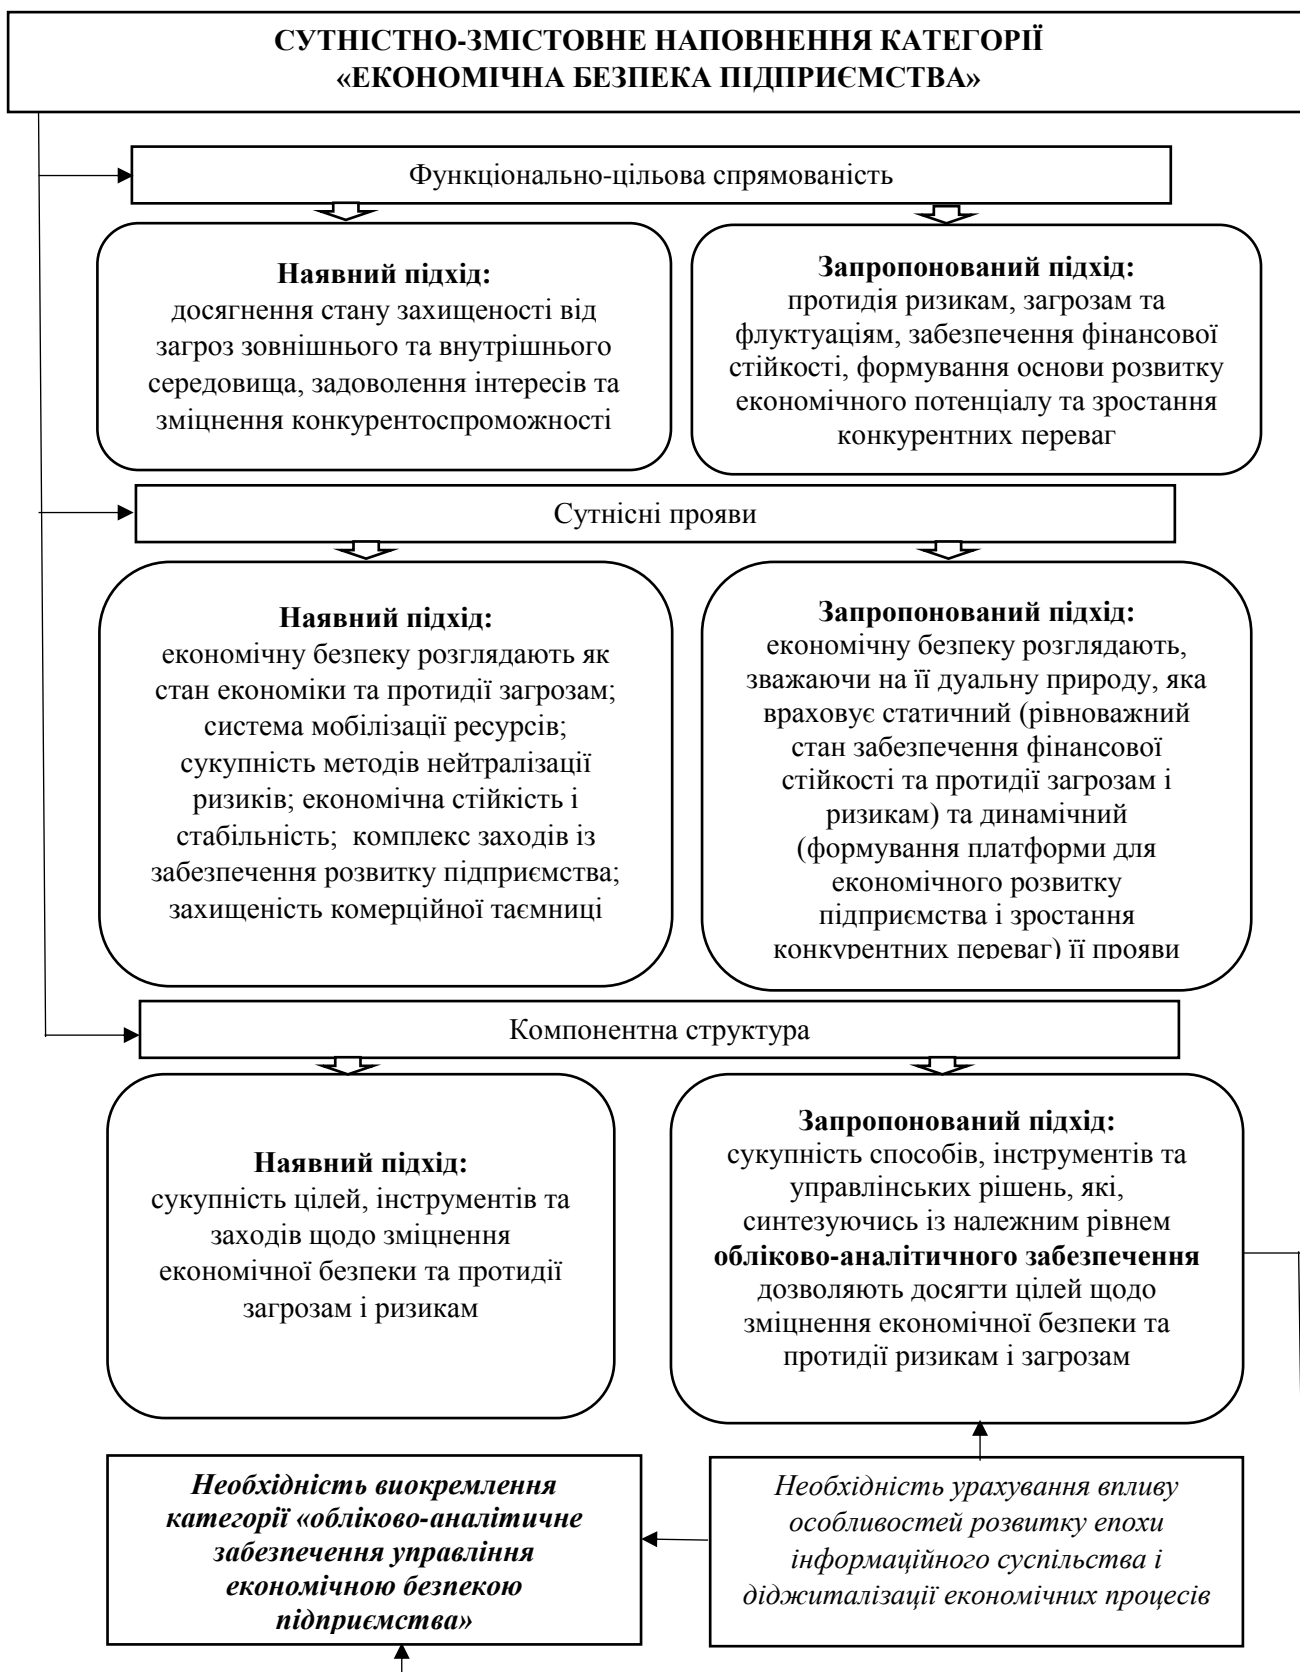 СУТНІСТНО-ЗМІСТОВНЕ НАПОВНЕННЯ КАТЕГОРІЇ
«ЕКОНОМІЧНА БЕЗПЕКА ПІДПРИЄМСТВА»
Функціонально-цільова спрямованість
Наявний підхід:
досягнення стану захищеності від
загроз зовнішнього та внутрішнього
середовища, задоволення інтересів та
зміцнення конкурентоспроможності
Запропонований підхід:
протидія ризикам, загрозам та
флуктуаціям, забезпечення фінансової
стійкості, формування основи розвитку
економічного потенціалу та зростання
конкурентних переваг
Сутнісні прояви
Наявний підхід:
економічну безпеку розглядають як
стан економіки та протидії загрозам;
система мобілізації ресурсів;
сукупність методів нейтралізації
ризиків; економічна стійкість і
стабільність; комплекс заходів із
забезпечення розвитку підприємства;
захищеність комерційної таємниці
Запропонований підхід:
економічну безпеку розглядають,
зважаючи на її дуальну природу, яка
враховує статичний (рівноважний
стан забезпечення фінансової
стійкості та протидії загрозам і
ризикам) та динамічний
(формування платформи для
економічного розвитку
підприємства і зростання
конкурентних переваг) її прояви
Компонентна структура
Наявний підхід:
сукупність цілей, інструментів та
заходів щодо зміцнення
економічної безпеки та протидії
загрозам і ризикам
Запропонований підхід:
сукупність способів, інструментів та
управлінських рішень, які,
синтезуючись із належним рівнем
обліково-аналітичного забезпечення
дозволяють досягти цілей щодо
зміцнення економічної безпеки та
протидії ризикам і загрозам
Необхідність виокремлення
категорії «обліково-аналітичне
забезпечення управління
економічною безпекою
підприємства»
Необхідність урахування впливу
особливостей розвитку епохи
інформаційного суспільства і
діджиталізації економічних процесів